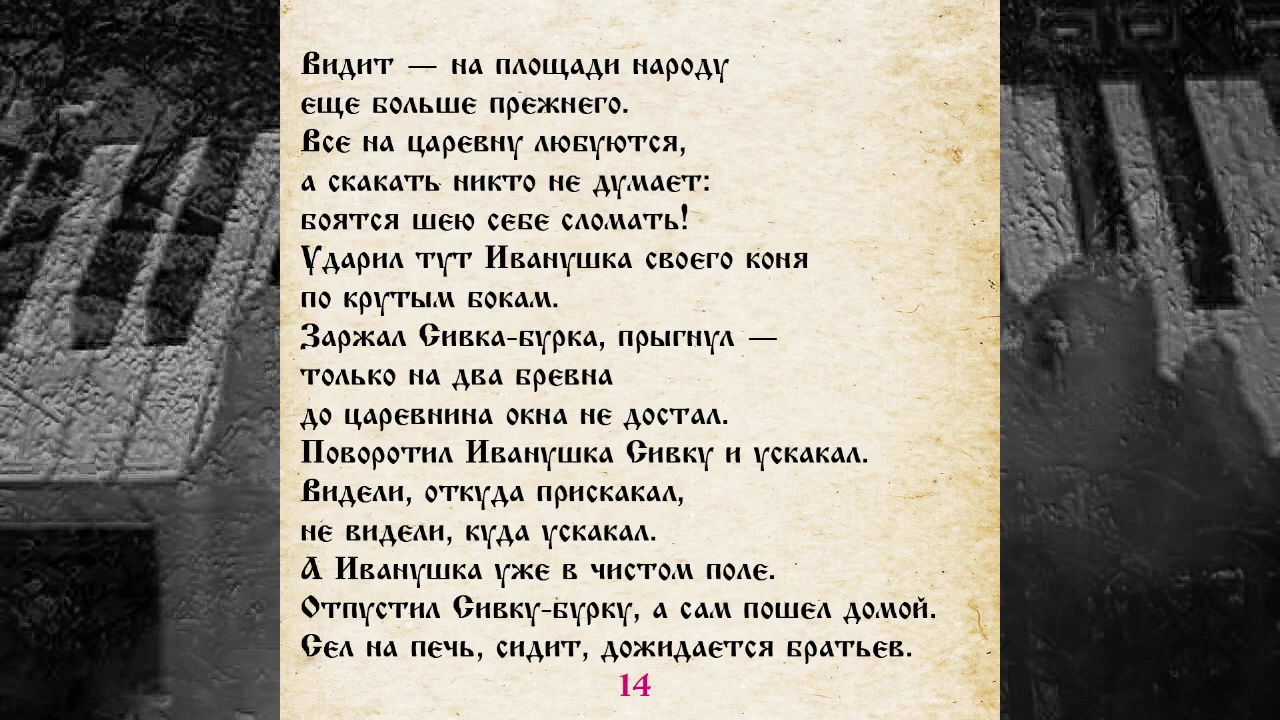 Видит — на площади народу
еще больше прежнего.
Все на царевну любуются,
а скакать никто не думает:
боятся шею себе сломать!
Ударил тут Иванушка своего коня
по крутым бокам.
Заржал Сивка-бурка, прыгнул —
только на два бревна
до царевнина окна не достал.
Поворотил Иванушка Сивку и ускакал.
Видели, откуда прискакал,
не видели, куда ускакал.
А Иванушка уже в чистом поле.
Отпустил Сивку-бурку, а сам пошел домой.
Сел на печь, сидит, дожидается братьев.
14